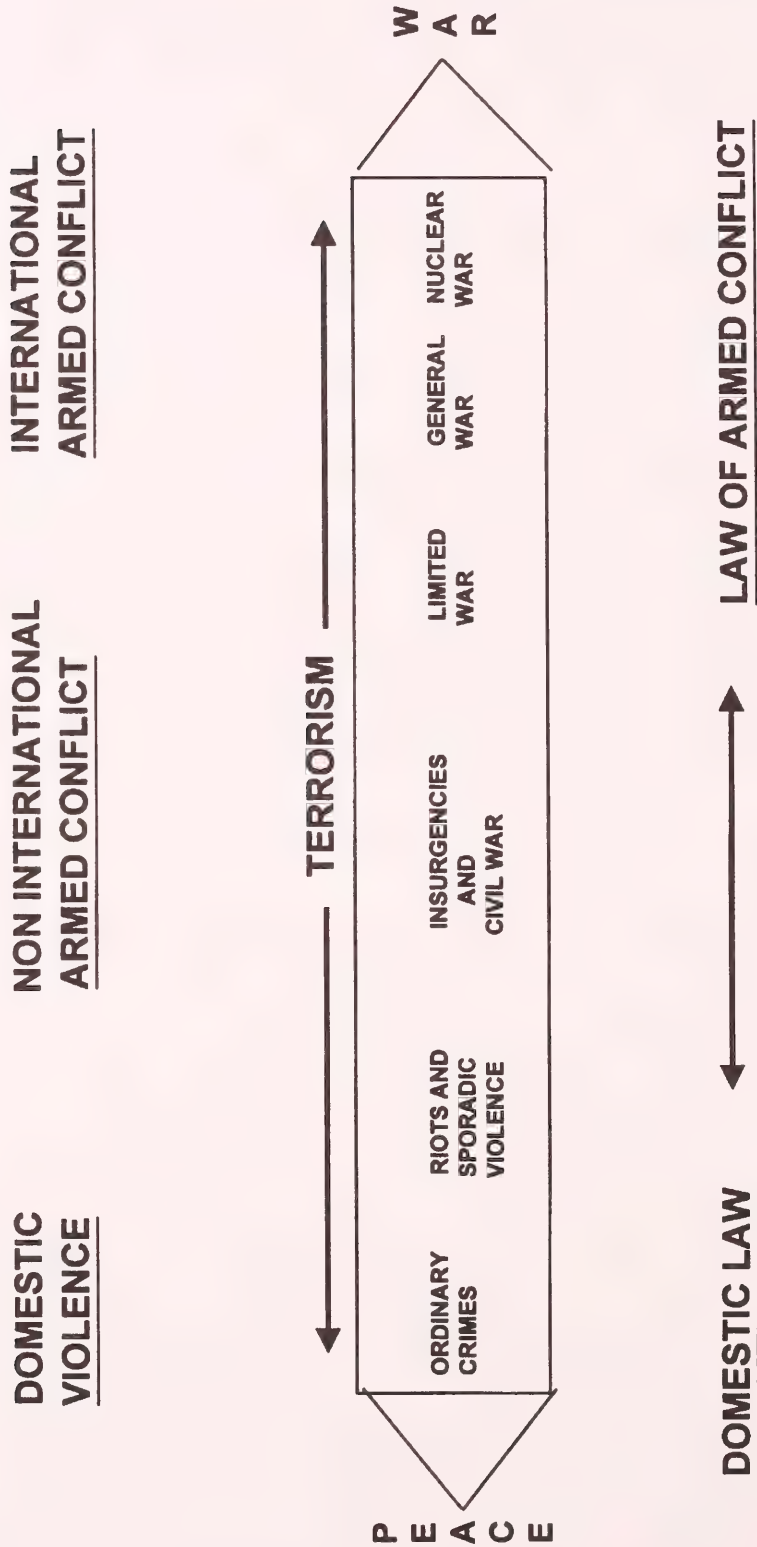 DOMESTIC
VIOLENCE
NON INTERNATIONAL
ARMED CONFLICT
INTERNATIONAL
ARMED CONFLICT
TERRORISM
P
E
A
C
E
ORDINARY
CRIMES
RIOTS AND
SPORADIC
VIOLENCE
INSURGENCIES
AND
CIVIL WAR
LIMITED
WAR
GENERAL
WAR
NUCLEAR
WAR
W
A
R
DOMESTIC LAW
LAW OF ARMED CONFLICT